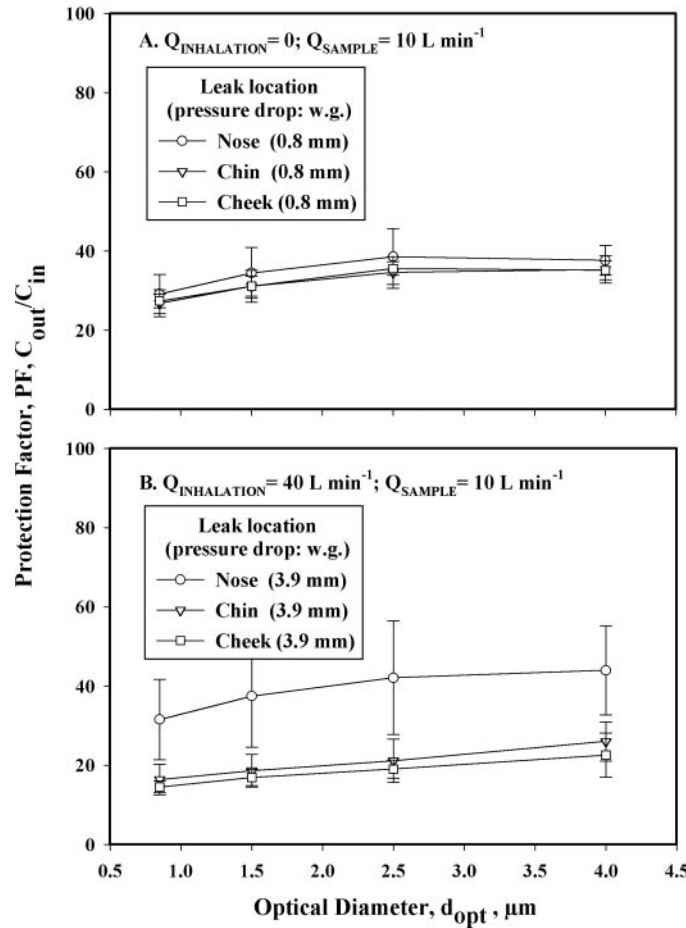 100
80
60
40
20
0
A. Q_INHALATION = 0; Q_SAMPLE = 10 L min⁻¹
Leak location
(pressure drop: w.g.)
Nose (0.8 mm)
Chin (0.8 mm)
Cheek (0.8 mm)
Protection Factor, PF, C_out/C_in
100
80
60
40
20
0
B. Q_INHALATION = 40 L min⁻¹; Q_SAMPLE = 10 L min⁻¹
Leak location
(pressure drop: w.g.)
Nose (3.9 mm)
Chin (3.9 mm)
Cheek (3.9 mm)
0.5 1.0 1.5 2.0 2.5 3.0 3.5 4.0 4.5
Optical Diameter, d_opt , µm